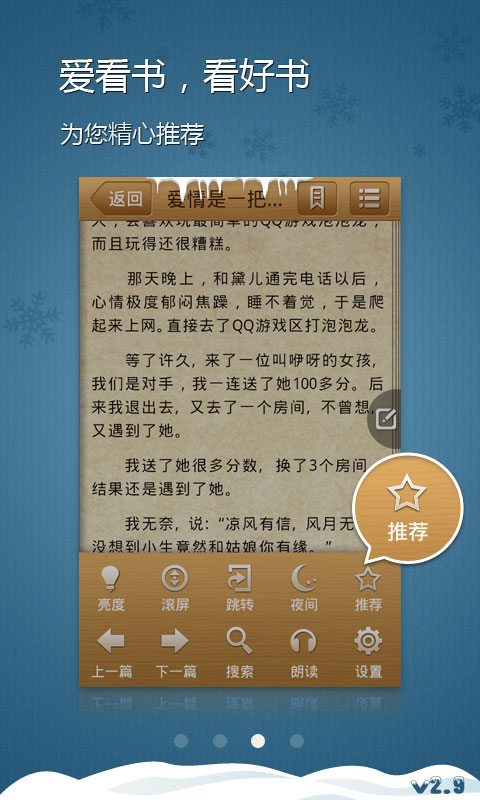 爱看书，看好书
为您精心推荐
返回
爱情是一把...
人，会喜欢玩最简单的QQ游戏泡泡龙，
而且玩得还很糟糕。
那天晚上，和黛儿通完电话以后，
心情极度郁闷焦躁，睡不着觉，于是爬
起来上网。直接去了QQ游戏区打泡泡龙。
等了许久，来了一位叫咿呀的女孩，
我们是对手，我一连送了她100多分。后
来我退出去，又去了一个房间，不曾想，
又遇到了她。
我送了她很多分数，换了3个房间
结果还是遇到了她。
我无奈，说：“凉风有信，风月无
没想到小生竟然和姑娘你有缘。”
推荐
亮度 滚屏 跳转 夜间 推荐
上一篇 下一篇 搜索 朗读 设置
v2.9